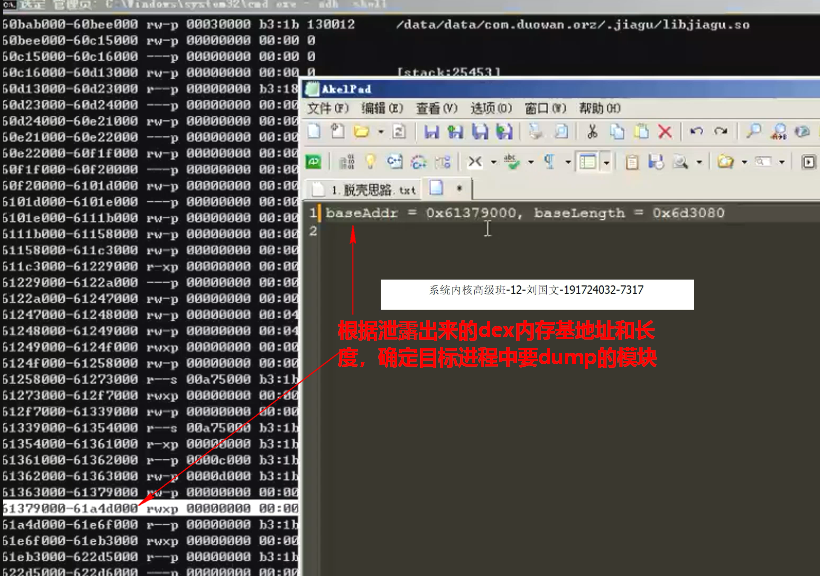 选定 管理员: C:\Windows\system32\cmd.exe - adb shell
60bab000-60bee000 rw-p 00030000 b3:1b 130012 /data/data/com.duowan.orz/.jiagu/libjiagu.so
60bee000-60c15000 rw-p 00000000 00:00 0
60c15000-60c16000 ---p 00000000 00:00 0
60c16000-60d13000 rw-p 00000000 00:00 0 [stack:25453]
60d13000-60d23000 r--p 00000000 b3:18
60d23000-60d24000 ---p 00000000 00:00
60d24000-60e21000 rw-p 00000000 00:00
60e21000-60e22000 ---p 00000000 00:00
60e22000-60f1f000 rw-p 00000000 00:00
60f1f000-60f20000 ---p 00000000 00:00
60f20000-6101d000 rw-p 00000000 00:00
6101d000-6101e000 ---p 00000000 00:00
6101e000-6111b000 rw-p 00000000 00:00
6111b000-61158000 rw-p 00000000 00:00
61158000-611c3000 rw-p 00000000 00:00
611c3000-61229000 r-xp 00000000 b3:1b
61229000-6122a000 ---p 00000000 00:00
6122a000-61247000 rw-p 00000000 00:00
61247000-61248000 rw-p 00000000 00:04
61248000-61249000 rw-p 00000000 00:04
61249000-6124f000 rwxp 00000000 00:00
6124f000-61258000 rw-p 00000000 00:00
61258000-61273000 r--s 00a75000 b3:1b
61273000-612f7000 rwxp 00000000 00:00
612f7000-61339000 rw-p 00000000 00:00
61339000-61354000 r--s 00a75000 b3:1b
61354000-61361000 r-xp 00000000 b3:1b
61361000-61362000 r--p 0000c000 b3:1b
61362000-61363000 rw-p 0000d000 b3:1b
61363000-61379000 rw-p 00000000 00:00
61379000-61a4d000 rwxp 00000000 00:00
61a4d000-61e6f000 r--p 00000000 b3:1b
61e6f000-61eb3000 rwxp 00000000 00:00
61eb3000-622d5000 r--p 00000000 b3:1b
622d5000-622d6000 ---p 00000000 00:00
AkelPad
文件(F) 编辑(E) 查看(V) 选项(O) 窗口(W) 帮助(H)
1.脱壳思路.txt *
1 baseAddr = 0x61379000, baseLength = 0x6d3080
2
系统内核高级班-12-刘国文-191724032-7317
根据泄露出来的dex内存基地址和长
度，确定目标进程中要dump的模块